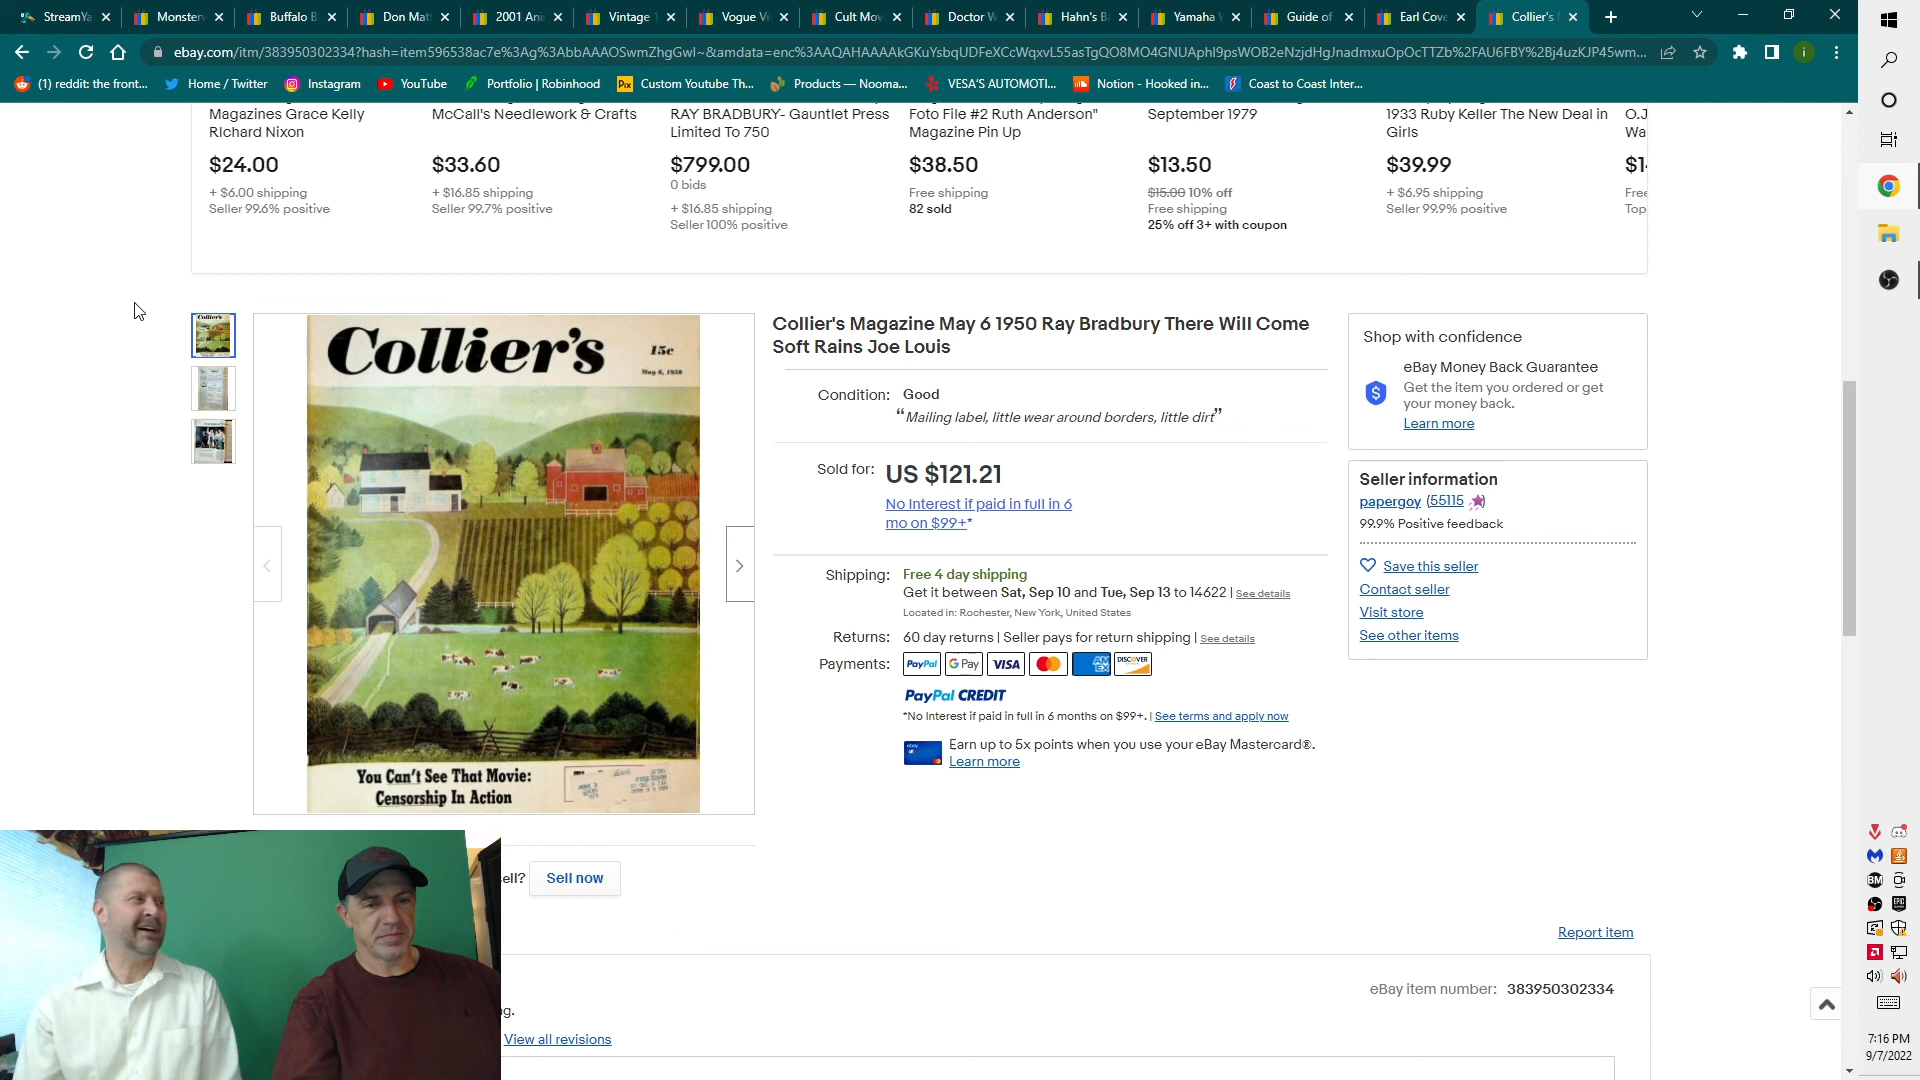 StreamYa
Monster
Buffalo B
Don Mat
2001 Ani
Vintage
Vogue Vi
Cult Mov
Doctor W
Hahn's B
Yamaha
Guide of
Earl Cove
Collier's
ebay.com/itm/383950302334?hash=item596538ac7e%3Ag%3AbbAAAOSwmZhgGwI~&amdata=enc%3AAQAHAAAAkGKuYsbqUDFeXCcWqxvL55asTgQO8MO4GNUAphI9psWOB2eNzjdHgJnadmxuOpOcTTZb%2FAU6FBY%2Bj4uzKJP45wm...
(1) reddit: the front...
Home / Twitter
Instagram
YouTube
Portfolio | Robinhood
Pix Custom Youtube Th...
Products — Nooma...
VESA'S AUTOMOTI...
Notion - Hooked in...
Coast to Coast Inter...
Magazines Grace Kelly
RIchard Nixon
$24.00
+ $6.00 shipping
Seller 99.6% positive
McCall's Needlework & Crafts
$33.60
+ $16.85 shipping
Seller 99.7% positive
RAY BRADBURY- Gauntlet Press
Limited To 750
$799.00
0 bids
+ $16.85 shipping
Seller 100% positive
Foto File #2 Ruth Anderson"
Magazine Pin Up
$38.50
Free shipping
82 sold
September 1979
$13.50
$15.00 10% off
Free shipping
25% off 3+ with coupon
1933 Ruby Keller The New Deal in
Girls
$39.99
+ $6.95 shipping
Seller 99.9% positive
O.J
Wa
$1
Free
Top
Collier's
15c
May 6, 1950
You Can't See That Movie:
Censorship In Action
Collier's Magazine May 6 1950 Ray Bradbury There Will Come
Soft Rains Joe Louis
Condition: Good
"Mailing label, little wear around borders, little dirt"
Sold for: US $121.21
No Interest if paid in full in 6
mo on $99+*
Shipping: Free 4 day shipping
Get it between Sat, Sep 10 and Tue, Sep 13 to 14622 | See details
Located in: Rochester, New York, United States
Returns: 60 day returns | Seller pays for return shipping | See details
Payments: PayPal G Pay VISA AMEX DISCOVER
PayPal CREDIT
*No Interest if paid in full in 6 months on $99+. | See terms and apply now
Earn up to 5x points when you use your eBay Mastercard®.
Learn more
Shop with confidence
eBay Money Back Guarantee
Get the item you ordered or get
your money back.
Learn more
Seller information
papergoy (55115)
99.9% Positive feedback
Save this seller
Contact seller
Visit store
See other items
ell? Sell now
Report item
eBay item number: 383950302334
ng.
View all revisions
BM
EPIC
7:16 PM
9/7/2022